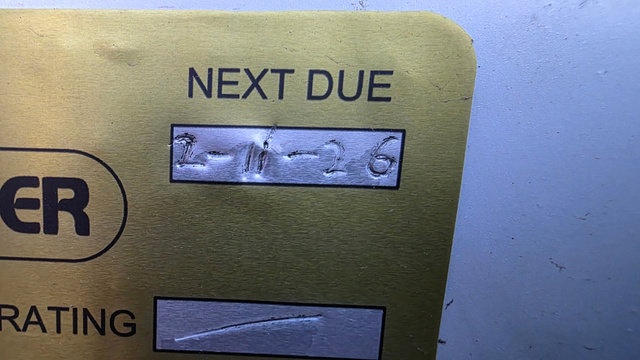 NEXT DUE
2-11-26
ER
RATING